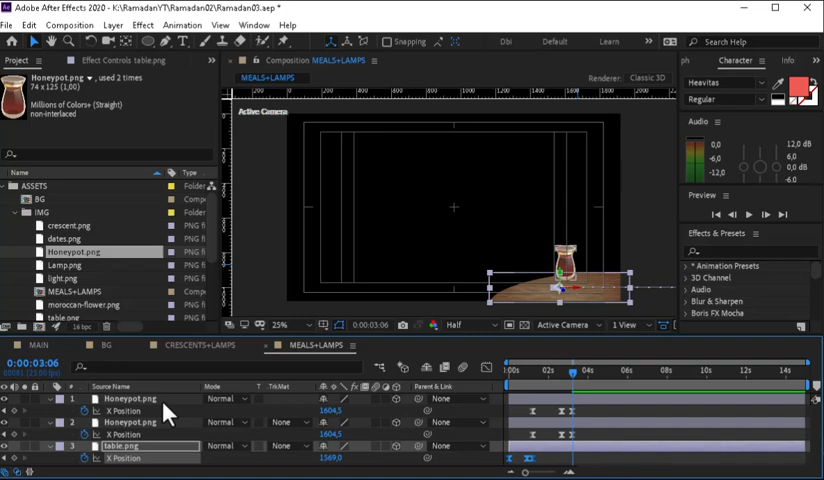 Adobe After Effects 2020 - K:\RamadanYT\Ramadan02\Ramadan03.aep *
File Edit Composition Layer Effect Animation View Window Help
Snapping Dbi Default Learn Search Help
Project Effect Controls table.png Composition MEALS+LAMPS Character Info
Honeypot.png , used 2 times
74 x 125 (1,00)
Millions of Colors+ (Straight)
non-interlaced
MEALS+LAMPS Renderer: Classic 3D
Active Camera
Heavitas
Regular
Audio
0,0 12,0 dB
-6,0 6,0
-12,0 0,0 dB
-6.0
Preview
Effects & Presets
* Animation Presets
3D Channel
Audio
Blur & Sharpen
Boris FX Mocha
Name Type
ASSETS Folder
BG Compo
IMG Folder
crescent.png PNG fi
dates.png PNG fi
Honeypot.png PNG fi
Lamp.png PNG fi
light.png PNG fi
MEALS+LAMPS Compo
moroccan-flower.png PNG fi
table.png PNG fi
16 bpc 25% 0:00:03:06 Half Active Camera 1 View
MAIN BG CRESCENTS+LAMPS MEALS+LAMPS
0:00:03:06
# Source Name Mode T TrkMat Parent & Link
:00s 02s 04s 06s 08s 10s 12s 14s
1 Honeypot.png Normal None
X Position 1604,5
2 Honeypot.png Normal None None
X Position 1604,5
3 table.png Normal None None
X Position 1569,0